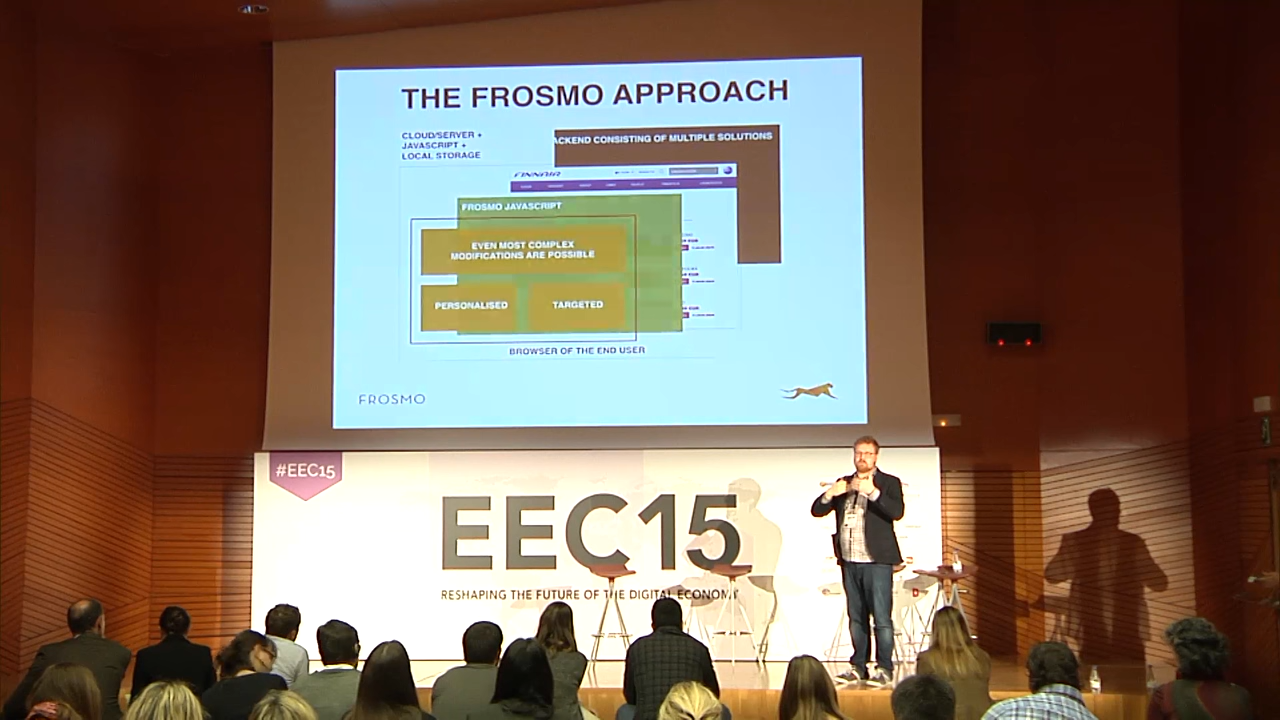 THE FROSMO APPROACH
CLOUD/SERVER +
JAVASCRIPT +
LOCAL STORAGE
ACKEND CONSISTING OF MULTIPLE SOLUTIONS
FINNAIR
FROSMO JAVASCRIPT
EVEN MOST COMPLEX
MODIFICATIONS ARE POSSIBLE
PERSONALISED
TARGETED
BROWSER OF THE END USER
FROSMO
#EEC15
EEC15
RESHAPING THE FUTURE OF THE DIGITAL ECONOMY